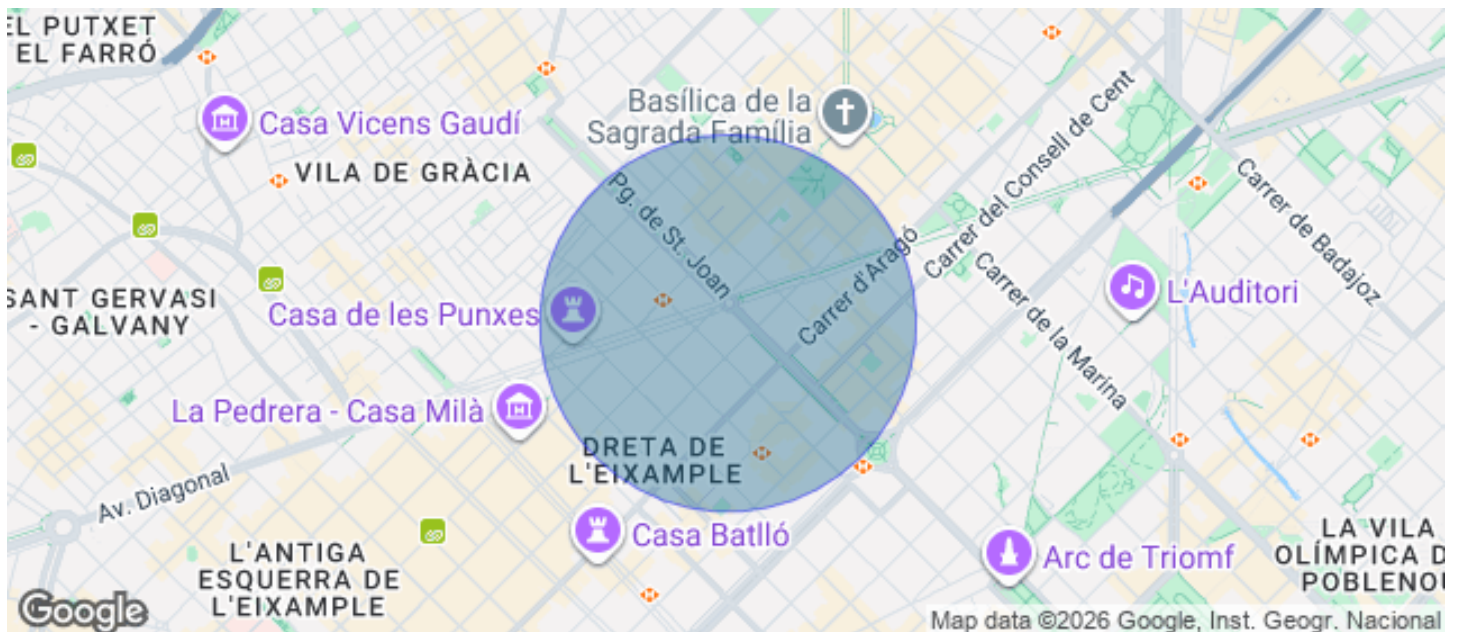 EL PUTXET
EL FARRÓ
Casa Vicens Gaudí
VILA DE GRÀCIA
Basílica de la
Sagrada Família
Carrer del Consell de Cent
Carrer de Badajoz
Pg. de St. Joan
Carrer d'Aragó
Carrer de la Marina
SANT GERVASI
- GALVANY
Casa de les Punxes
L'Auditori
La Pedrera - Casa Milà
DRETA DE
L'EIXAMPLE
Av. Diagonal
Casa Batlló
Arc de Triomf
L'ANTIGA
ESQUERRA DE
L'EIXAMPLE
LA VILA
OLÍMPICA D
POBLENOU
Google
Map data ©2026 Google, Inst. Geogr. Nacional